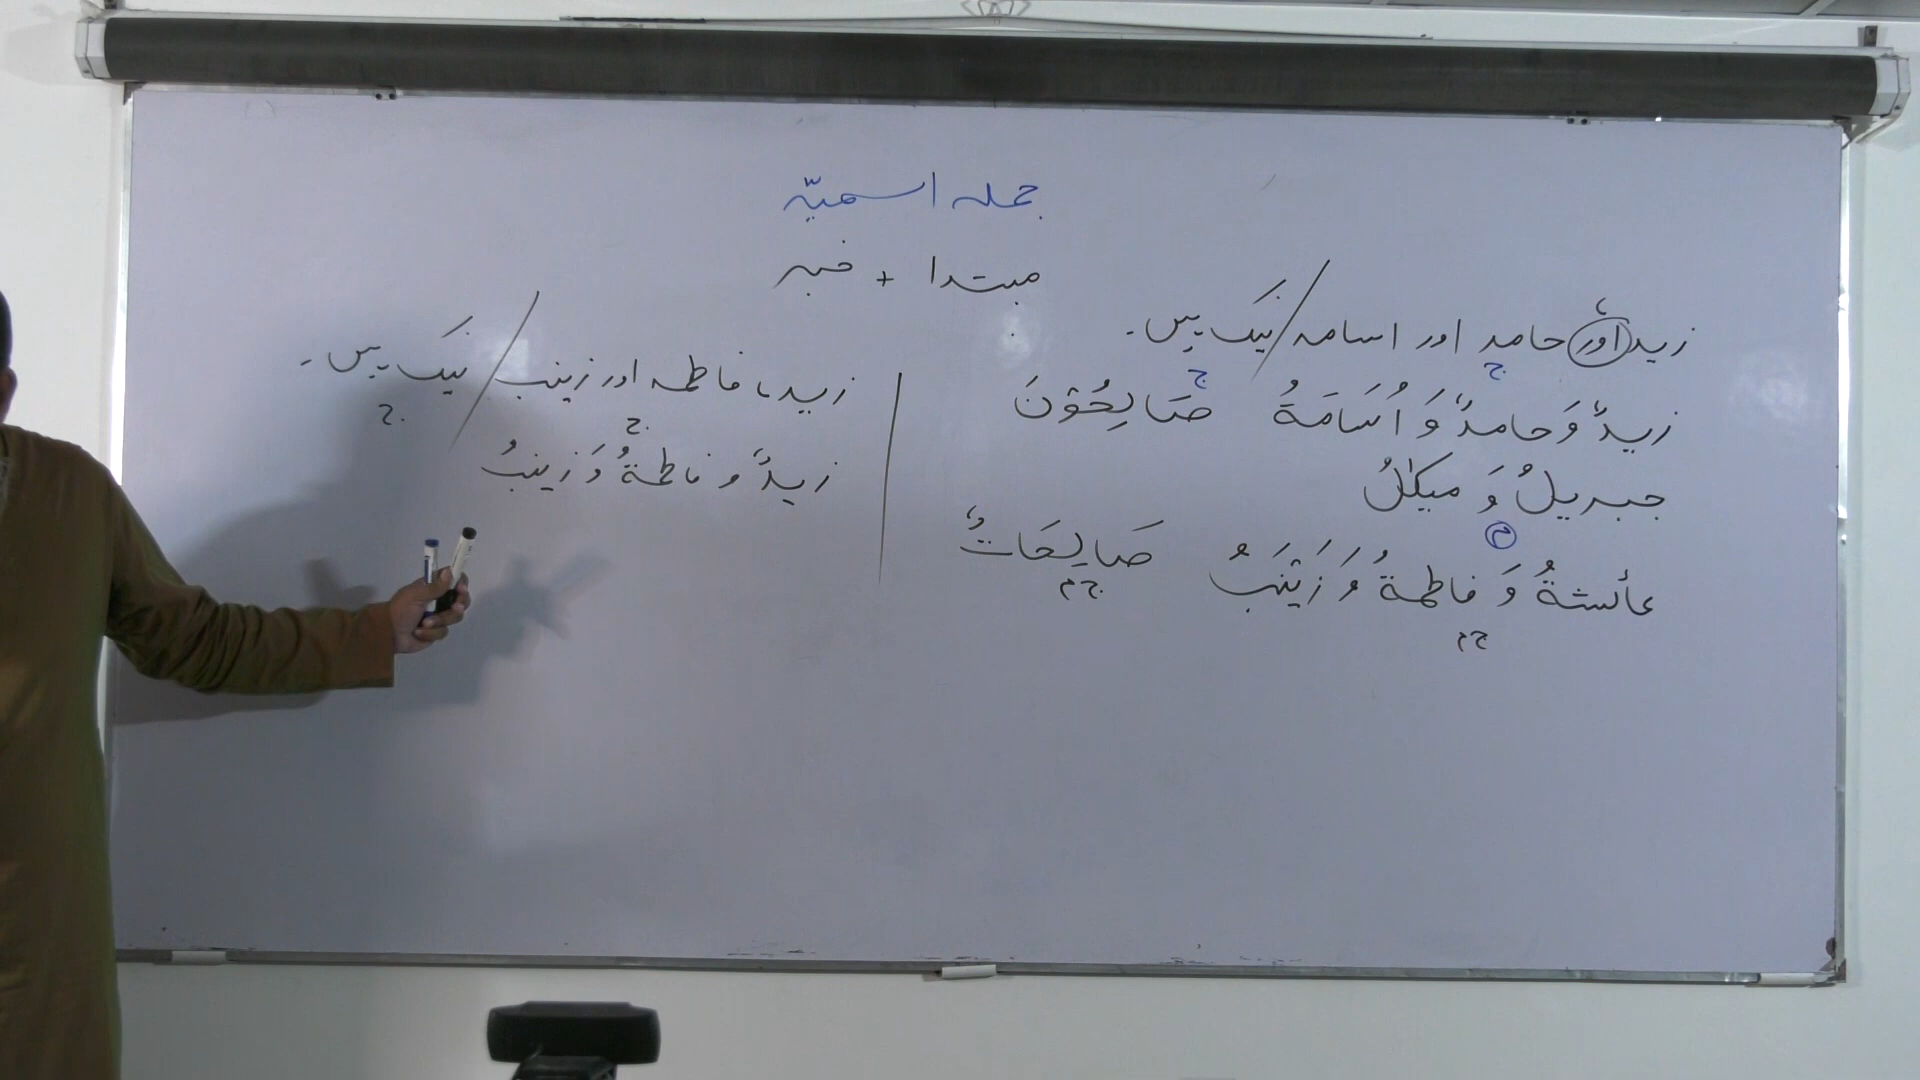 جملہ اسمیّہ
مبتدا + خبر
زید اور حامد اور اسامہ / نیک ہیں۔
ج ج
زیدٌ وَ حامدٌ وَ اُسَامَةُ صَالِحُوْنَ
جبریلُ وَ میکٰلُ
م
عائشةُ وَ فاطمةُ وَ زَیْنَبُ صَالِحَاتٌ
ج م ج م
زید، فاطمہ اور زینب / نیک ہیں۔
ج ج
زیدٌ و فاطمةُ وَ زینبُ